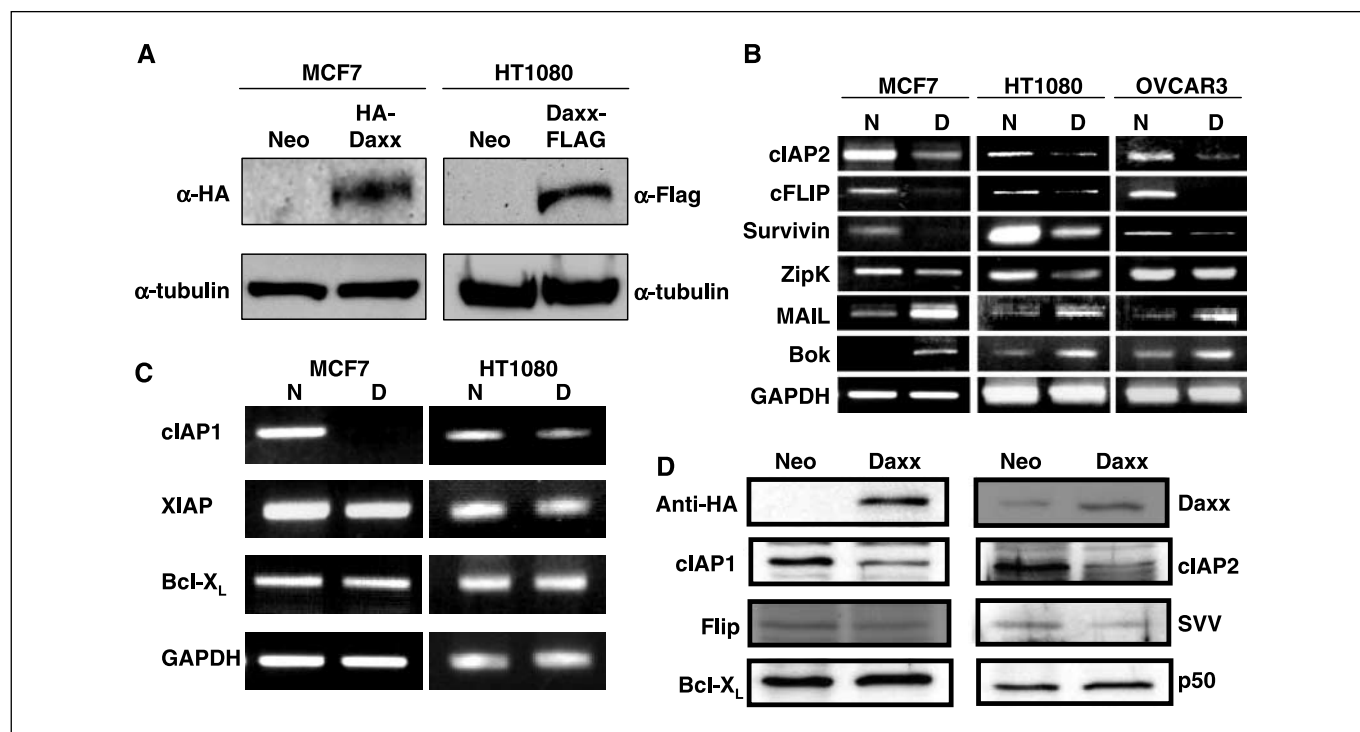 A
MCF7
HT1080
Neo
HA-
Daxx
Neo
Daxx-
FLAG
α-HA
α-Flag
α-tubulin
α-tubulin
B
MCF7
HT1080
OVCAR3
N
D
N
D
N
D
cIAP2
cFLIP
Survivin
ZipK
MAIL
Bok
GAPDH
C
MCF7
HT1080
N
D
N
D
cIAP1
XIAP
Bcl-XL
GAPDH
D
Neo
Daxx
Neo
Daxx
Anti-HA
Daxx
cIAP1
cIAP2
Flip
SVV
Bcl-XL
p50